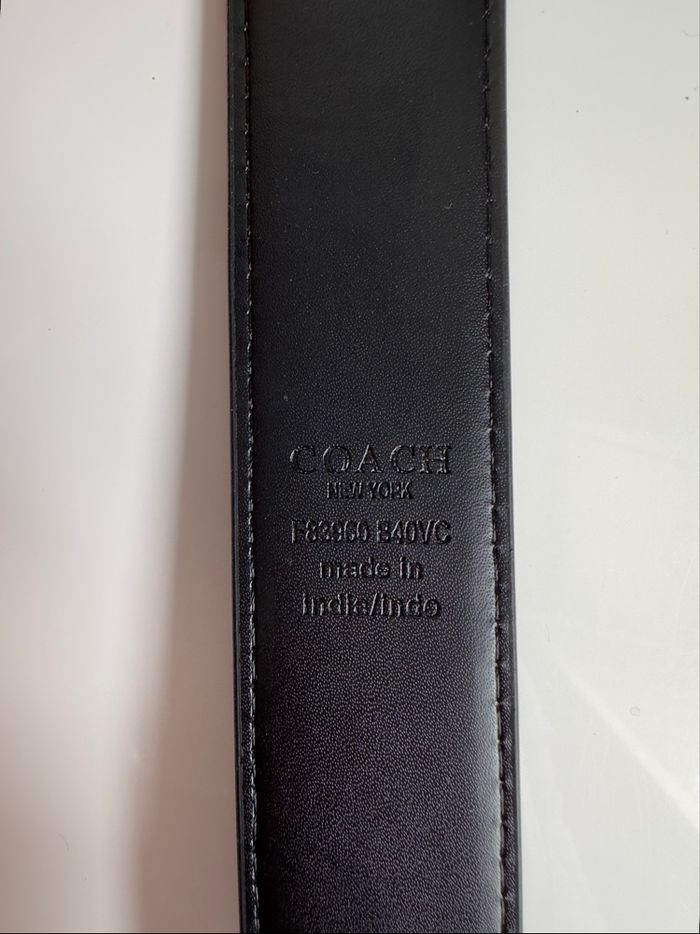 COACH
NEW YORK
F83960 B40VC
made in
india/inde